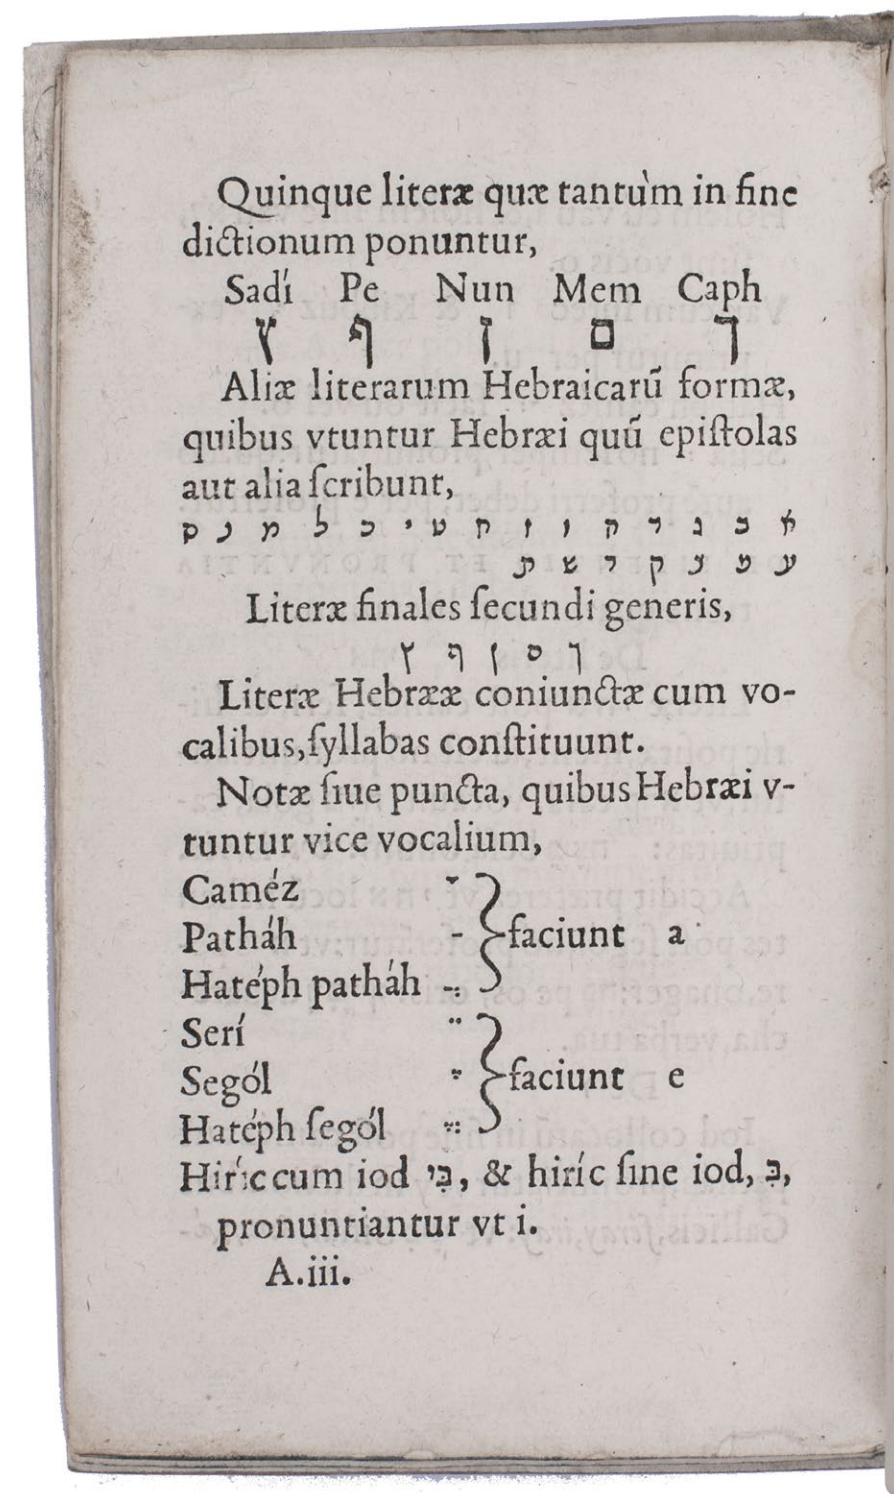 Quinque literæ quæ tantùm in fine
dictionum ponuntur,
Sadí Pe Nun Mem Caph
ך ם ן ף ץ
Aliæ literarum Hebraicarū formæ,
quibus vtuntur Hebræi quū epiſtolas
aut alia ſcribunt,
א ב ג ד ה ו ז ח ט י כ ל מ נ ס
ע פ צ ק ר ש ת
Literæ finales ſecundi generis,
ך ם ן ף ץ
Literæ Hebrææ coniunctæ cum vo-
calibus, ſyllabas conſtituunt.
Notæ ſiue puncta, quibus Hebræi v-
tuntur vice vocalium,
Caméz ָ
Patháh ַ } faciunt a
Hatéph patháh ֲ
Serí ֵ
Segól ֶ } faciunt e
Hatéph ſegól ֱ
Hiríc cum iod בִּי, & hiríc ſine iod, בִּ,
pronuntiantur vt i.
A.iii.